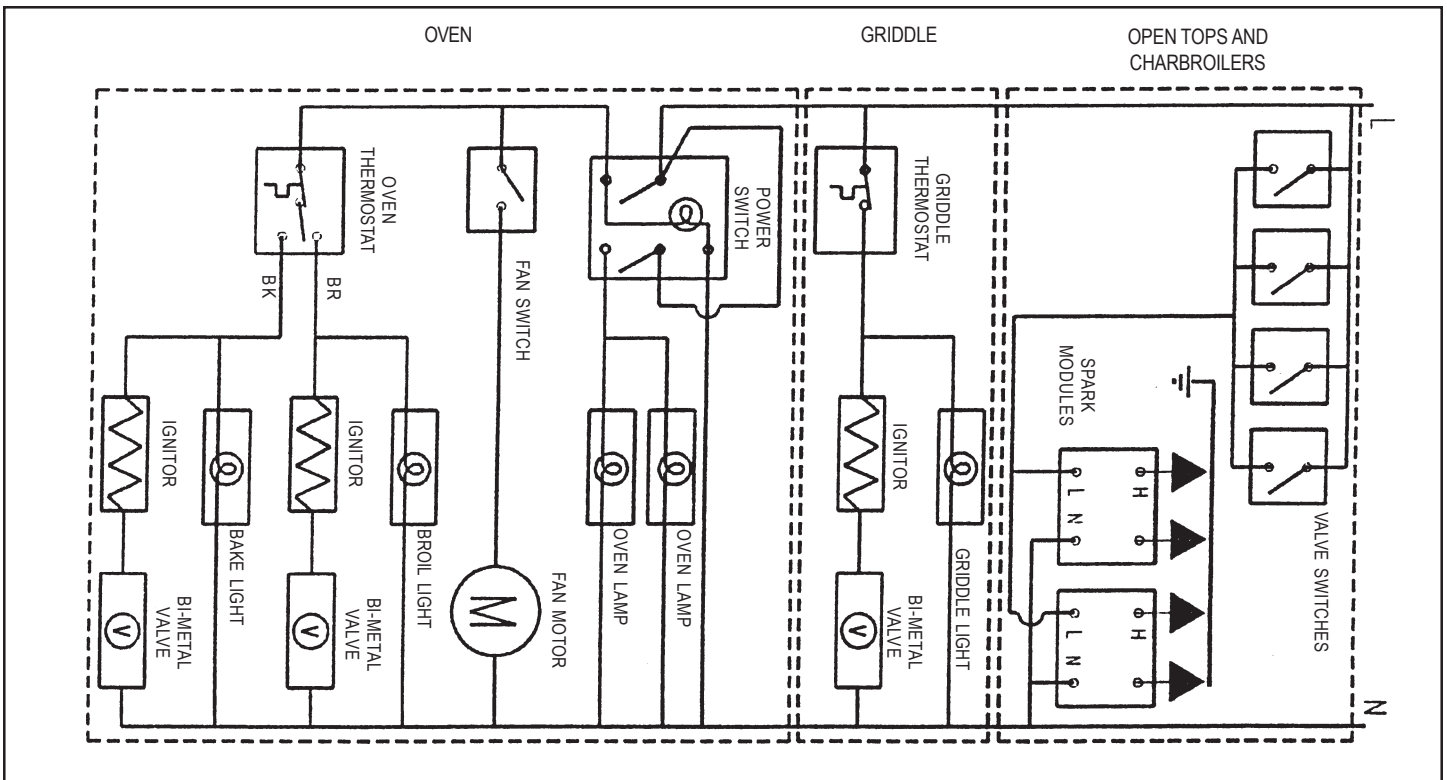 OVEN
GRIDDLE
OPEN TOPS AND
CHARBROILERS
L
OVEN
THERMOSTAT
BK
BR
FAN SWITCH
POWER
SWITCH
GRIDDLE
THERMOSTAT
SPARK
MODULES
VALVE SWITCHES
IGNITOR
BAKE LIGHT
BI-METAL
VALVE
V
IGNITOR
BROIL LIGHT
BI-METAL
VALVE
V
FAN MOTOR
M
OVEN LAMP
OVEN LAMP
IGNITOR
GRIDDLE LIGHT
BI-METAL
VALVE
V
L H
N
L H
N
N